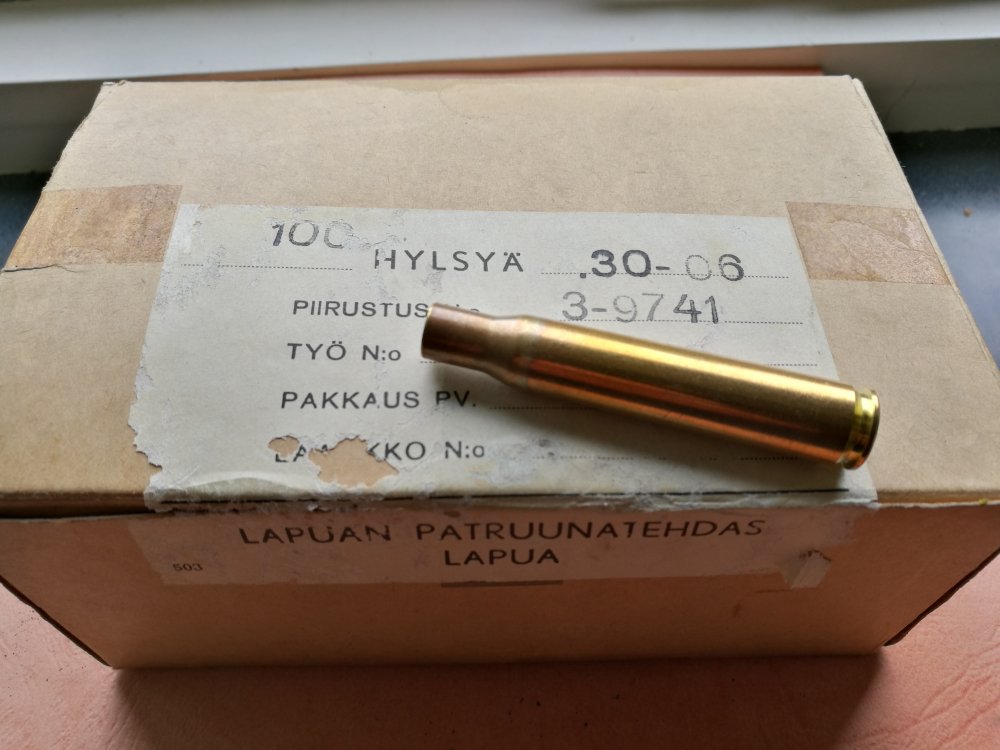 100 HYLSYÄ .30-06
PIIRUSTUS 3-9741
TYÖ N:o
PAKKAUS PV.
N:o
LAPUAN PATRUUNATEHDAS
LAPUA
503